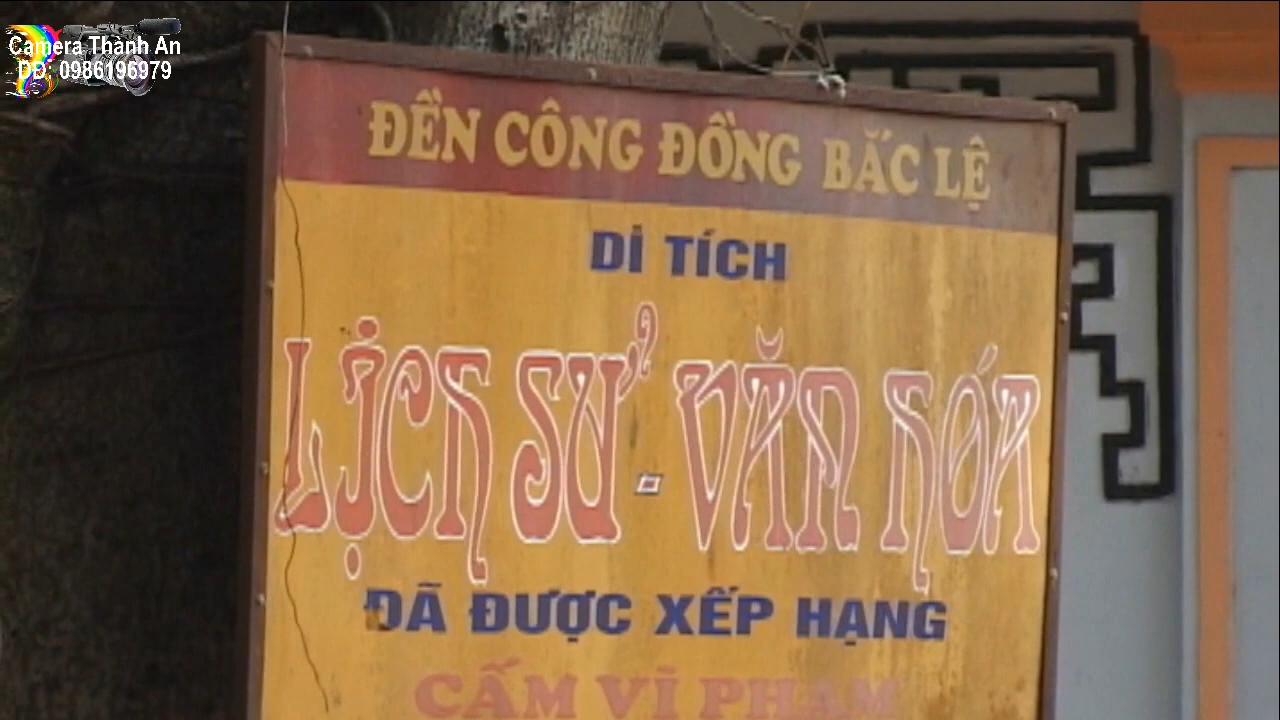 Camera Thành An
DĐ: 0986196979
ĐỀN CÔNG ĐỒNG BẮC LỆ
DI TÍCH
LỊCH SỬ - VĂN HÓA
ĐÃ ĐƯỢC XẾP HẠNG
CẤM VI PHẠM